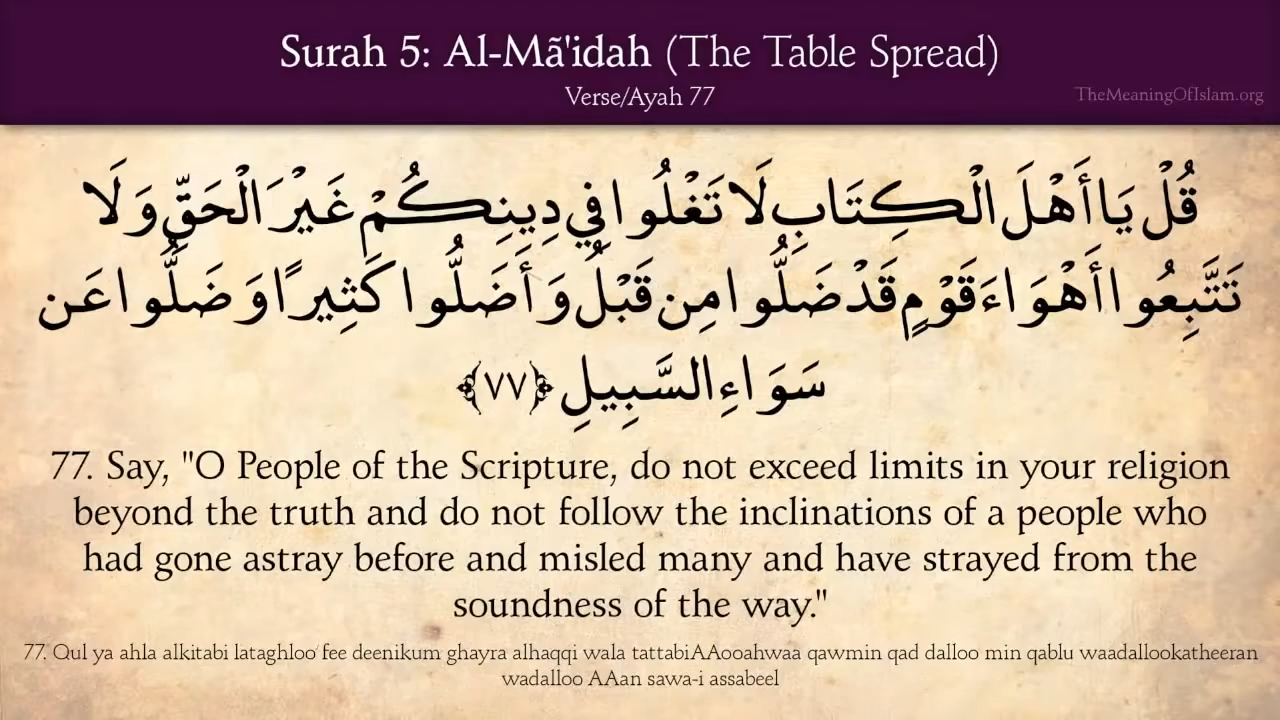 Surah 5: Al-Mã'idah (The Table Spread)
Verse/Ayah 77
TheMeaningOfIslam.org
قُلْ يَا أَهْلَ الْكِتَابِ لَا تَغْلُوا فِي دِينِكُمْ غَيْرَ الْحَقِّ وَلَا
تَتَّبِعُوا أَهْوَاءَ قَوْمٍ قَدْ ضَلُّوا مِن قَبْلُ وَأَضَلُّوا كَثِيرًا وَضَلُّوا عَن
سَوَاءِ السَّبِيلِ ﴿٧٧﴾
77. Say, "O People of the Scripture, do not exceed limits in your religion
beyond the truth and do not follow the inclinations of a people who
had gone astray before and misled many and have strayed from the
soundness of the way."
77. Qul ya ahla alkitabi lataghloo fee deenikum ghayra alhaqqi wala tattabiAAooahwaa qawmin qad dalloo min qablu waadallookatheeran
wadalloo AAan sawa-i assabeel